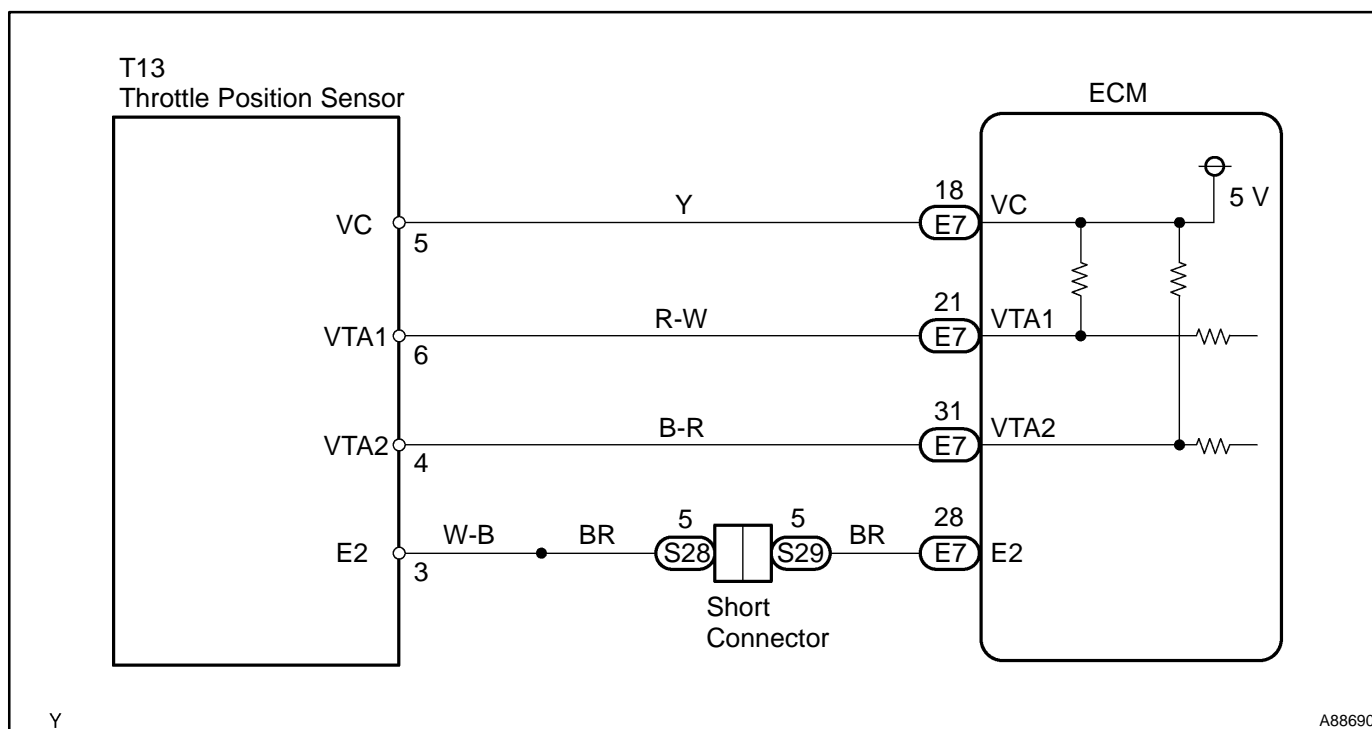 T13
Throttle Position Sensor
ECM
5 V
VC
5
Y
18
E7
VC
VTA1
6
R-W
21
E7
VTA1
VTA2
4
B-R
31
E7
VTA2
E2
3
W-B
BR
5
S28
5
S29
BR
28
E7
E2
Short
Connector
Y
A88690